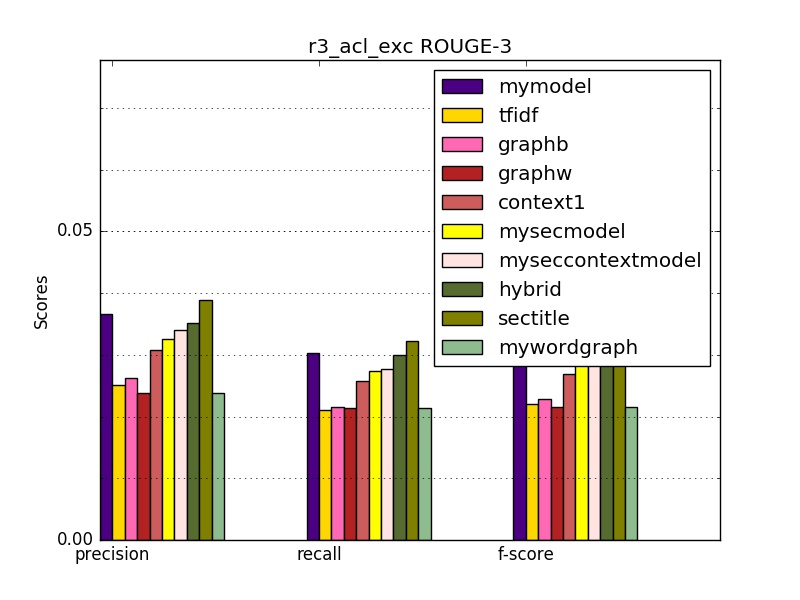 r3_acl_exc ROUGE-3
mymodel
tfidf
graphb
graphw
context1
mysecmodel
myseccontextmodel
hybrid
sectitle
mywordgraph
0.05
Scores
0.00
precision recall f-score